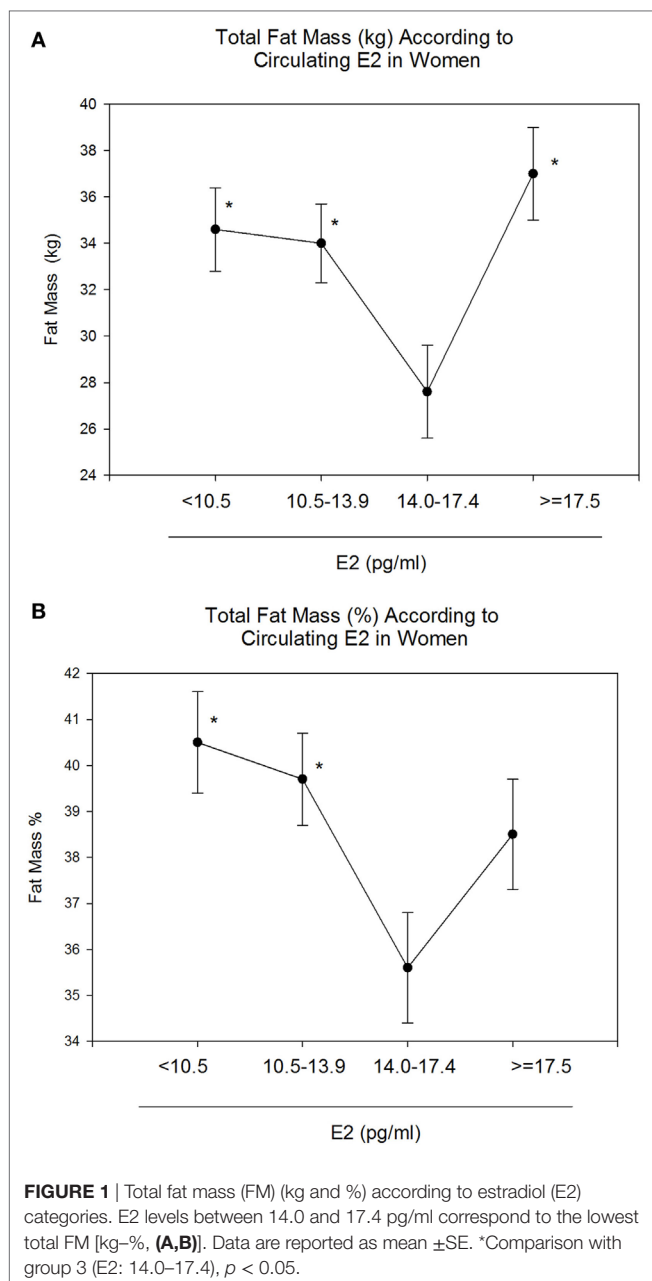 A
Total Fat Mass (kg) According to
Circulating E2 in Women
40
38
36
34
32
30
28
26
24
Fat Mass (kg)
*
*
*
<10.5
10.5-13.9
14.0-17.4
>=17.5
E2 (pg/ml)
B
Total Fat Mass (%) According to
Circulating E2 in Women
42
41
40
39
38
37
36
35
34
Fat Mass %
*
*
<10.5
10.5-13.9
14.0-17.4
>=17.5
E2 (pg/ml)
FIGURE 1 | Total fat mass (FM) (kg and %) according to estradiol (E2)
categories. E2 levels between 14.0 and 17.4 pg/ml correspond to the lowest
total FM [kg–%, (A,B)]. Data are reported as mean ±SE. *Comparison with
group 3 (E2: 14.0–17.4), p < 0.05.